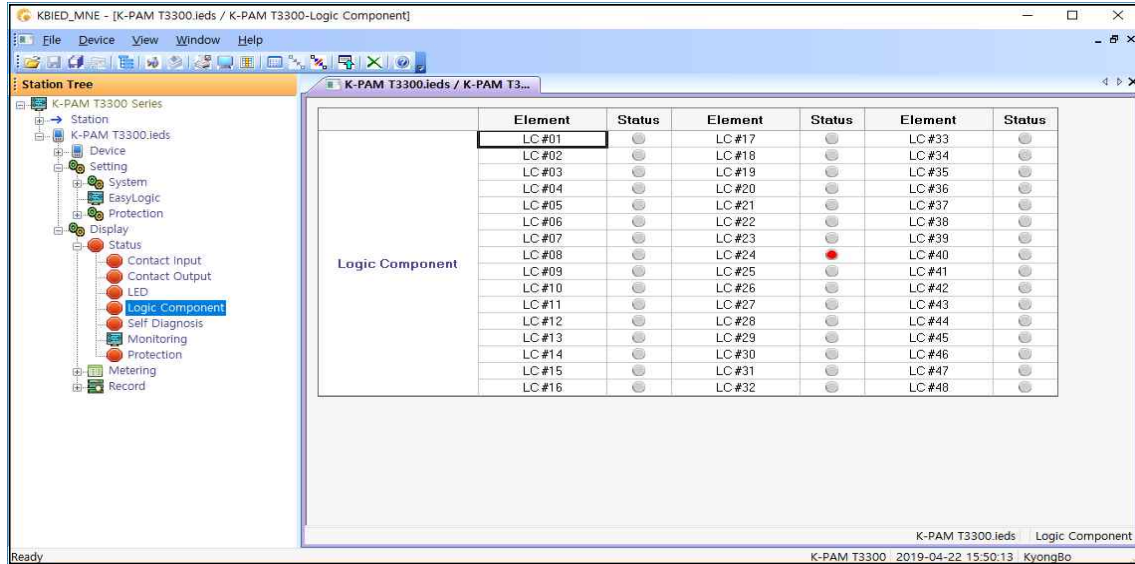 KBIED_MNE - [K-PAM T3300.ieds / K-PAM T3300-Logic Component]
File Device View Window Help
Station Tree
K-PAM T3300.ieds / K-PAM T3...
K-PAM T3300 Series
Station
K-PAM T3300.ieds
Device
Setting
System
EasyLogic
Protection
Display
Status
Contact Input
Contact Output
LED
Logic Component
Self Diagnosis
Monitoring
Protection
Metering
Record
Element Status Element Status Element Status
Logic Component
LC #01 LC #17 LC #33
LC #02 LC #18 LC #34
LC #03 LC #19 LC #35
LC #04 LC #20 LC #36
LC #05 LC #21 LC #37
LC #06 LC #22 LC #38
LC #07 LC #23 LC #39
LC #08 LC #24 LC #40
LC #09 LC #25 LC #41
LC #10 LC #26 LC #42
LC #11 LC #27 LC #43
LC #12 LC #28 LC #44
LC #13 LC #29 LC #45
LC #14 LC #30 LC #46
LC #15 LC #31 LC #47
LC #16 LC #32 LC #48
K-PAM T3300.ieds Logic Component
Ready K-PAM T3300 2019-04-22 15:50:13 KyongBo